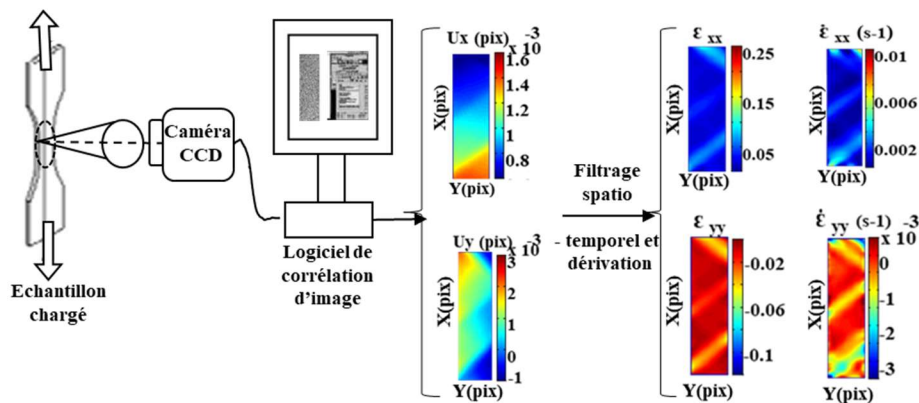 Echantillon
chargé
Caméra
CCD
Logiciel de
corrélation
d’image
Ux (pix) x 10 -3
X(pix)
1.6
1.4
1.2
1
0.8
Y(pix)
Uy (pix) x 10 -3
X(pix)
3
2
1
0
-1
Y(pix)
Filtrage
spatio
- temporel et
dérivation
ε xx
X(pix)
0.25
0.15
0.05
Y(pix)
ε̇ xx (s-1)
0.01
0.006
0.002
Y(pix)
ε yy
X(pix)
-0.02
-0.06
-0.1
Y(pix)
ε̇ yy (s-1) x 10 -3
X(pix)
0
-1
-2
-3
Y(pix)